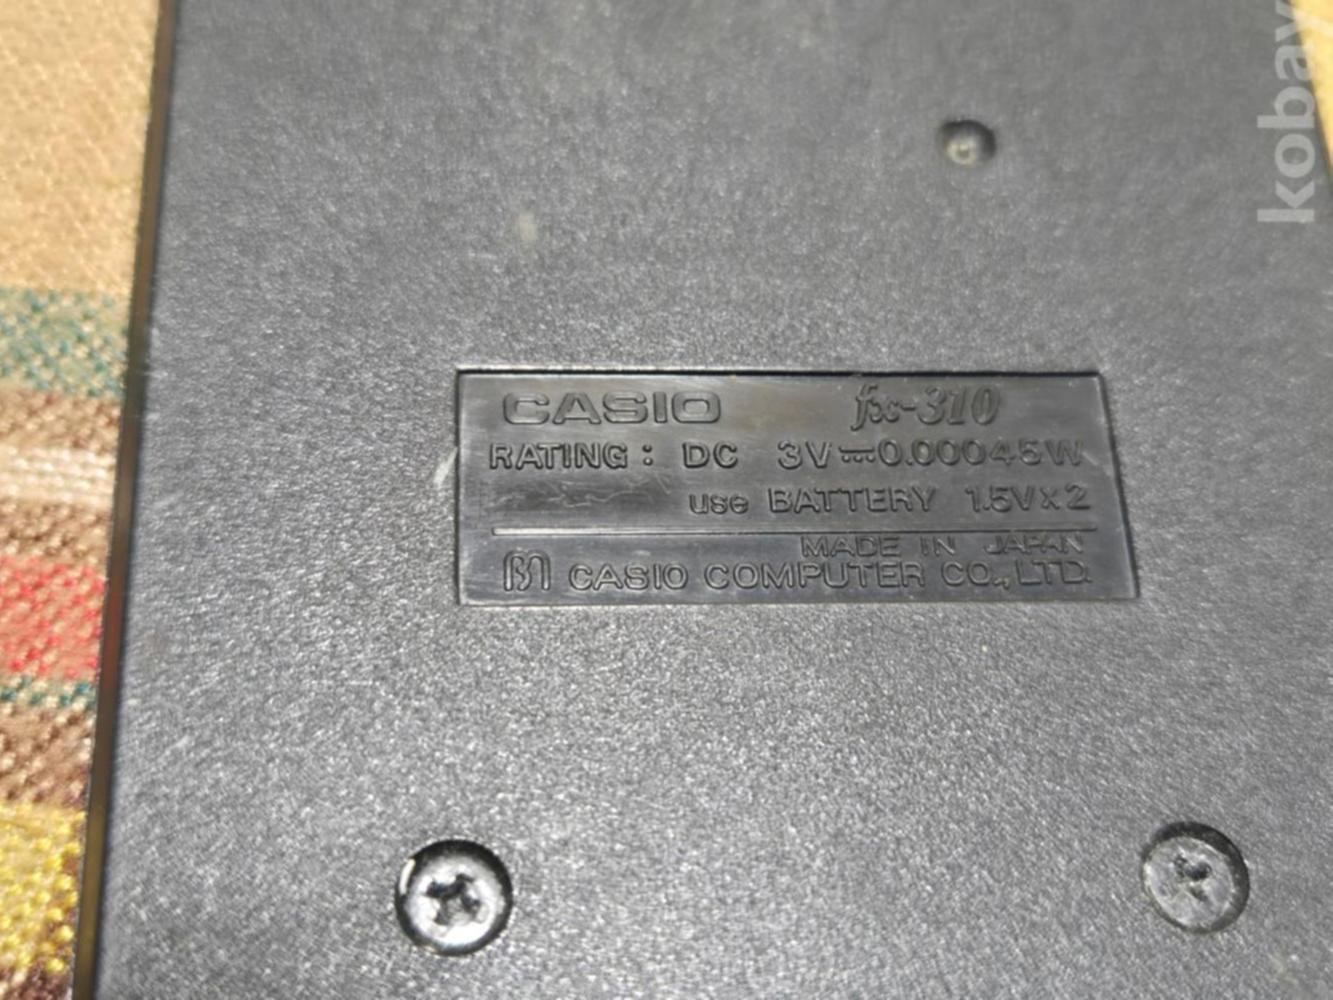 CASIO fx-310
RATING : DC 3V⎓0.00045W
use BATTERY 1.5V×2
MADE IN JAPAN
CASIO COMPUTER CO., LTD.
kobay